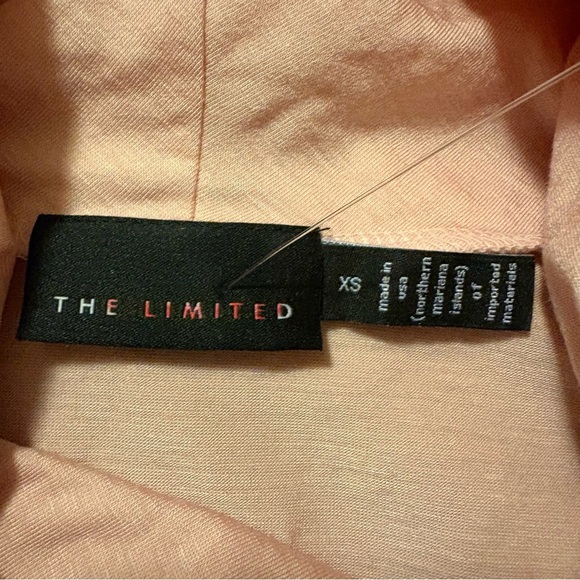 THE LIMITED
XS
made in
usa
(northern
mariana
islands)
of
imported
materials